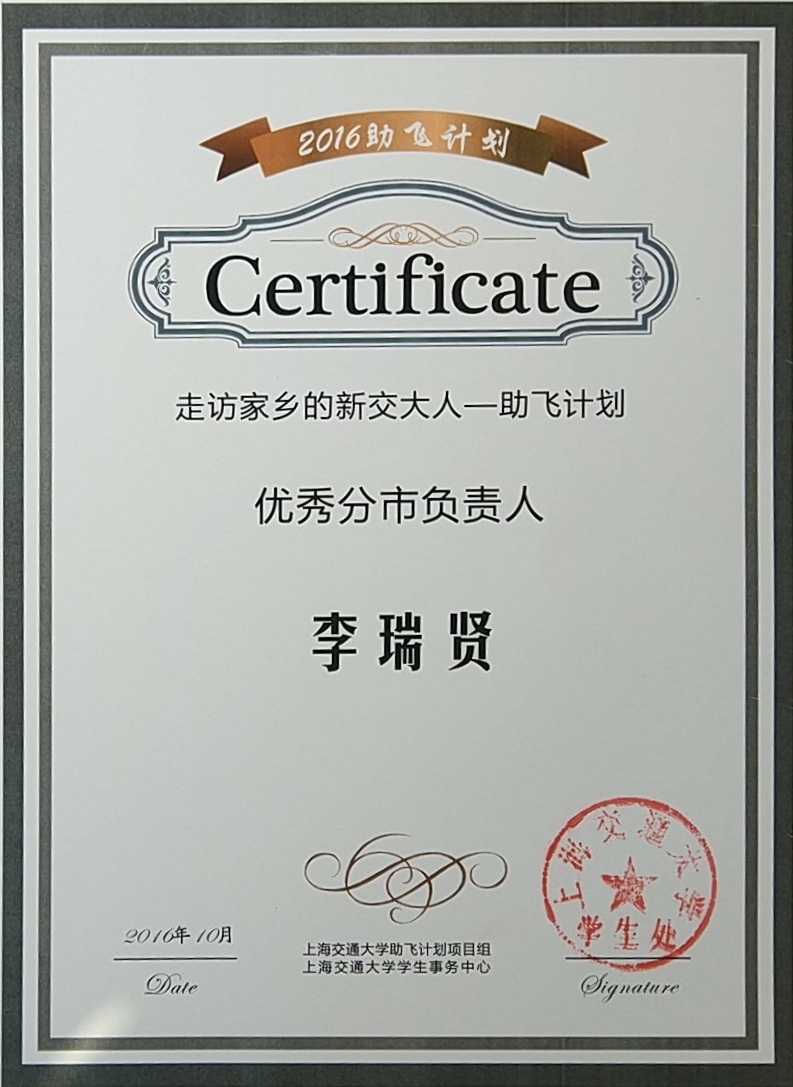 2016助飞计划
Certificate
走访家乡的新交大人—助飞计划
优秀分市负责人
李瑞贤
上海交通大学
学生处
2016年10月
上海交通大学助飞计划项目组
上海交通大学学生事务中心
Date
Signature